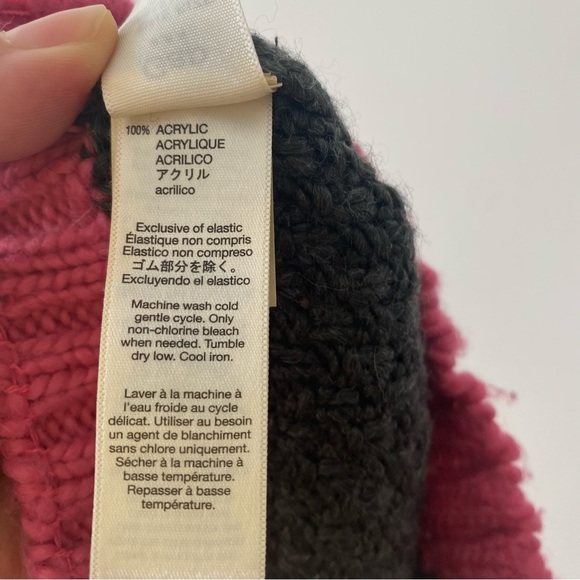 100% ACRYLIC
ACRYLIQUE
ACRILICO
アクリル
acrilico
Exclusive of elastic
Élastique non compris
Elastico non compreso
ゴム部分を除く。
Excluyendo el elastico
Machine wash cold
gentle cycle. Only
non-chlorine bleach
when needed. Tumble
dry low. Cool iron.
Laver à la machine à
l'eau froide au cycle
délicat. Utiliser au besoin
un agent de blanchiment
sans chlore uniquement.
Sécher à la machine à
basse température.
Repasser à basse
température.